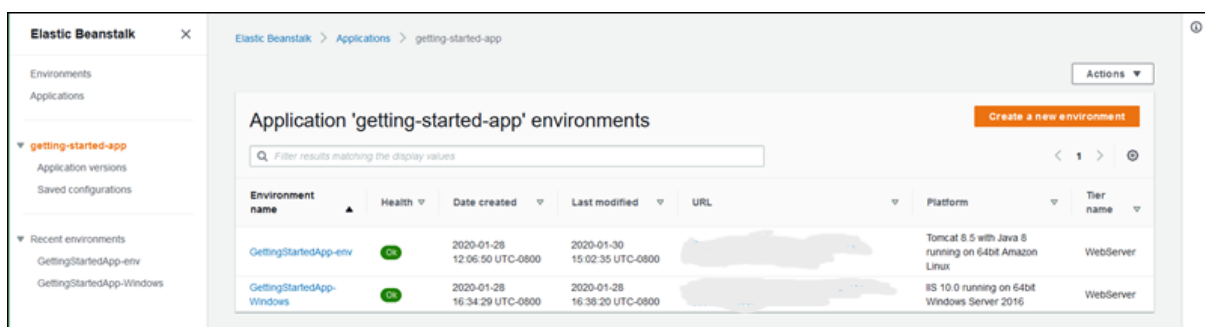 Elastic Beanstalk
Environments
Applications
getting-started-app
Application versions
Saved configurations
Recent environments
GettingStartedApp-env
GettingStartedApp-Windows
Elastic Beanstalk > Applications > getting-started-app
Actions
Application 'getting-started-app' environments
Create a new environment
Filter results matching the display values
1
Environment name Health Date created Last modified URL Platform Tier name
GettingStartedApp-env Ok 2020-01-28 12:06:50 UTC-0800 2020-01-30 15:02:35 UTC-0800 Tomcat 8.5 with Java 8 running on 64bit Amazon Linux WebServer
GettingStartedApp-Windows Ok 2020-01-28 16:34:29 UTC-0800 2020-01-28 16:38:20 UTC-0800 IIS 10.0 running on 64bit Windows Server 2016 WebServer